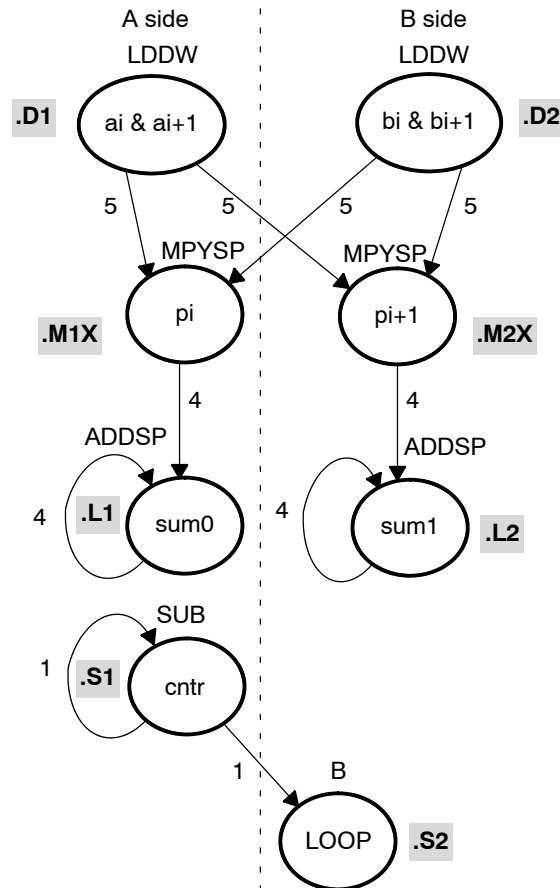 A side B side
LDDW LDDW
.D1 ai & ai+1 bi & bi+1 .D2
5 5 5 5
MPYSP MPYSP
pi pi+1
.M1X .M2X
4 4
ADDSP ADDSP
4 .L1 sum0 4 sum1 .L2
SUB
1 .S1 cntr
1 B
LOOP .S2